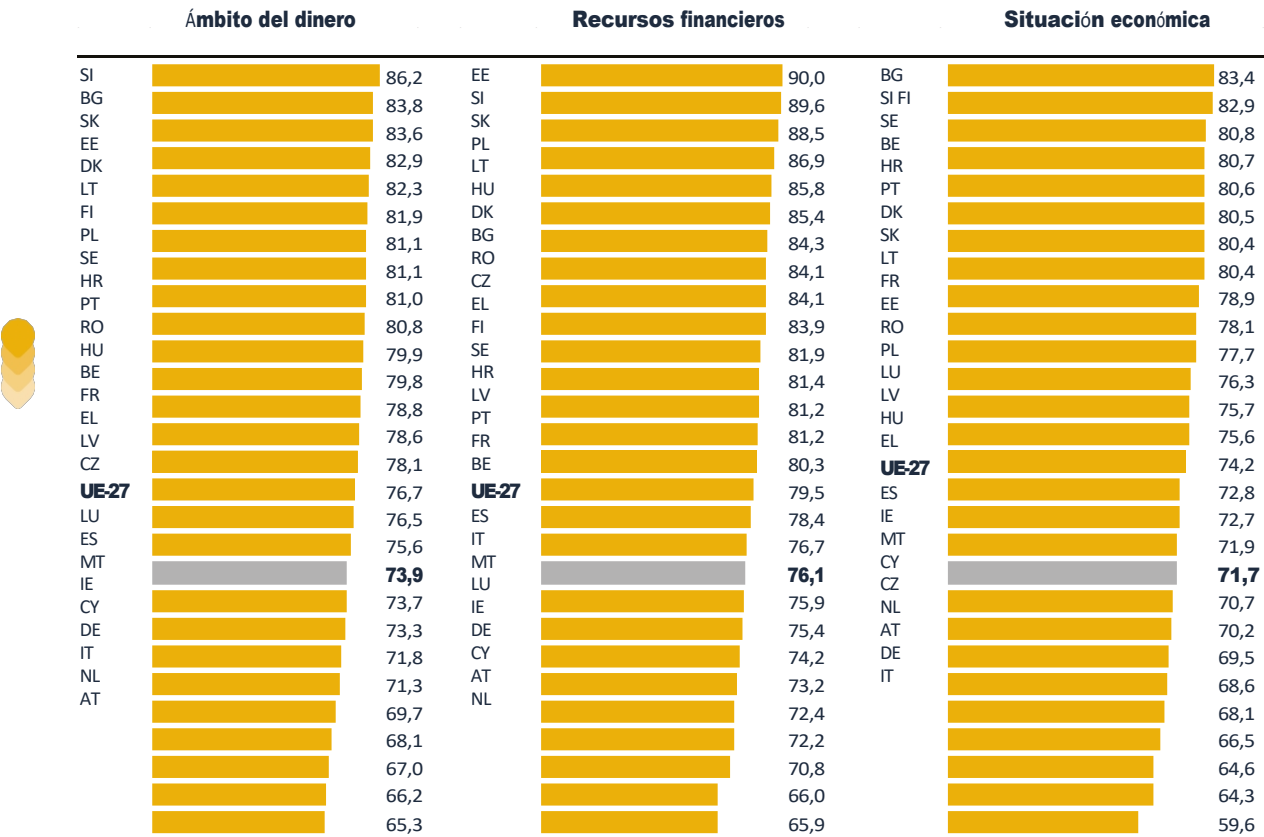 Ámbito del dinero
SI
BG
SK
EE
DK
LT
FI
PL
SE
HR
PT
RO
HU
BE
FR
EL
LV
CZ
UE-27
LU
ES
MT
IE
CY
DE
IT
NL
AT
86,2
83,8
83,6
82,9
82,3
81,9
81,1
81,1
81,0
80,8
79,9
79,8
78,8
78,6
78,1
76,7
76,5
75,6
73,9
73,7
73,3
71,8
71,3
69,7
68,1
67,0
66,2
65,3
Recursos financieros
EE
SI
SK
PL
LT
HU
DK
BG
RO
CZ
EL
FI
SE
HR
LV
PT
FR
BE
UE-27
ES
IT
MT
LU
IE
DE
CY
AT
NL
90,0
89,6
88,5
86,9
85,8
85,4
84,3
84,1
84,1
83,9
81,9
81,4
81,2
81,2
80,3
79,5
78,4
76,7
76,1
75,9
75,4
74,2
73,2
72,4
72,2
70,8
66,0
65,9
Situación económica
BG
SI FI
SE
BE
HR
PT
DK
SK
LT
FR
EE
RO
PL
LU
LV
HU
EL
UE-27
ES
IE
MT
CY
CZ
NL
AT
DE
IT
83,4
82,9
80,8
80,7
80,6
80,5
80,4
80,4
78,9
78,1
77,7
76,3
75,7
75,6
74,2
72,8
72,7
71,9
71,7
70,7
70,2
69,5
68,6
68,1
66,5
64,6
64,3
59,6